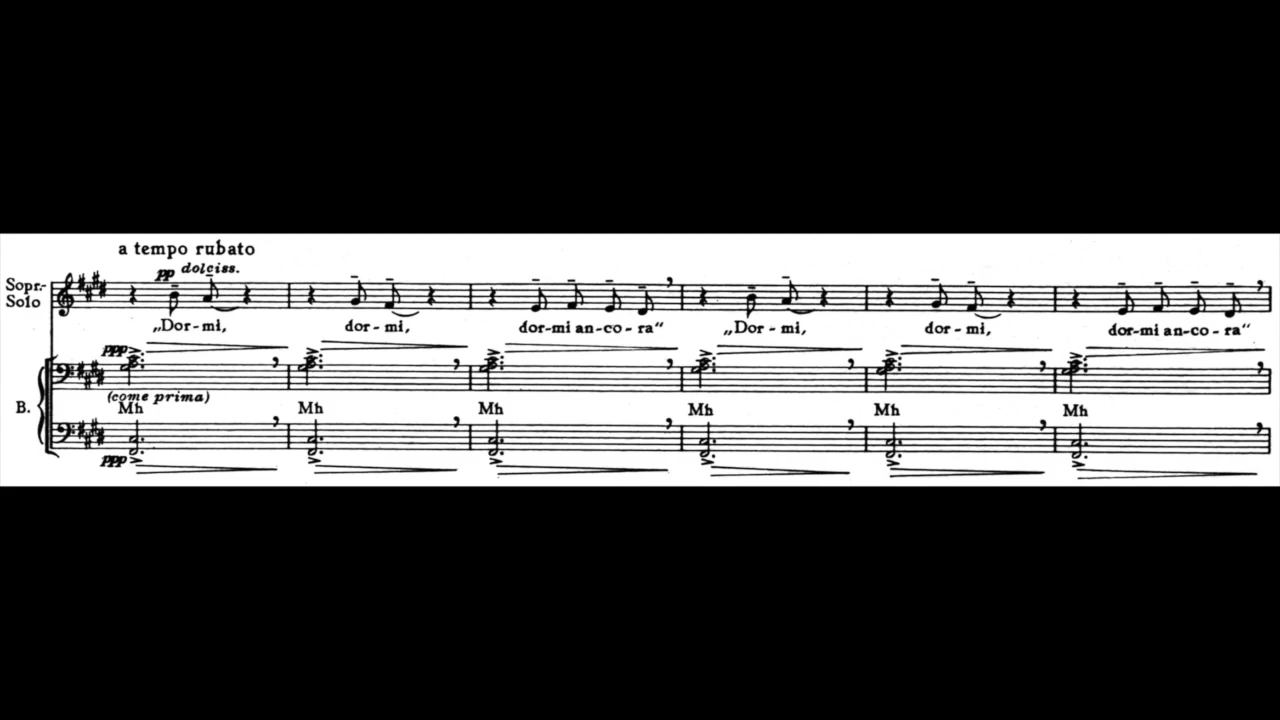 a tempo rubato
pp dolciss.
Sopr.-
Solo
„Dor-mi, dor-mi, dor-mi an-co-ra“ „Dor-mi, dor-mi, dor-mi an-co-ra“
ppp
(come prima)
B. Mh Mh Mh Mh Mh Mh
ppp